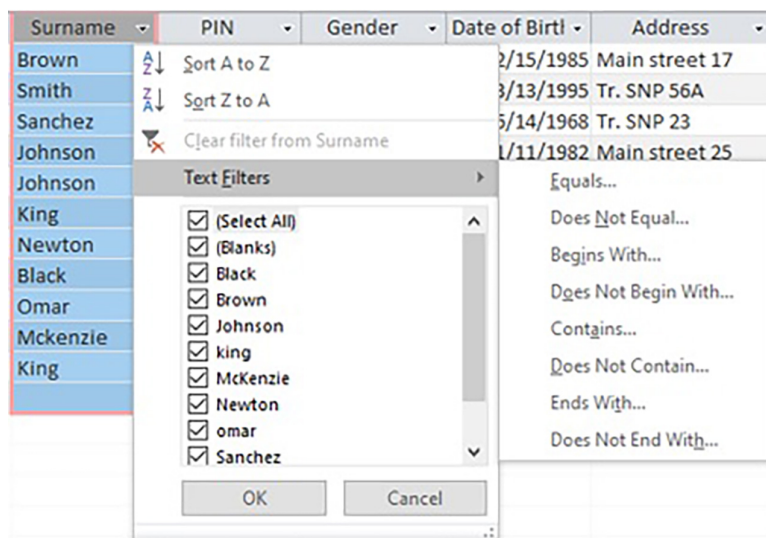 Surname PIN Gender Date of Birtl Address
Brown Sort A to Z 2/15/1985 Main street 17
Smith Sort Z to A 3/13/1995 Tr. SNP 56A
Sanchez Clear filter from Surname 5/14/1968 Tr. SNP 23
Johnson 1/11/1982 Main street 25
Johnson
King
Newton
Black
Omar
Mckenzie
King
Text Filters
(Select All)
(Blanks)
Black
Brown
Johnson
king
McKenzie
Newton
omar
Sanchez
OK Cancel
Equals...
Does Not Equal...
Begins With...
Does Not Begin With...
Contains...
Does Not Contain...
Ends With...
Does Not End With...